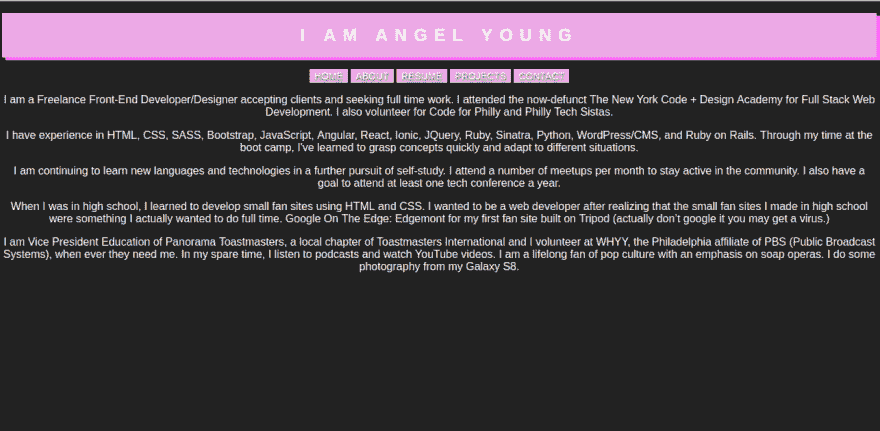 I AM ANGEL YOUNG
HOME ABOUT RESUME PROJECTS CONTACT
I am a Freelance Front-End Developer/Designer accepting clients and seeking full time work. I attended the now-defunct The New York Code + Design Academy for Full Stack Web
Development. I also volunteer for Code for Philly and Philly Tech Sistas.
I have experience in HTML, CSS, SASS, Bootstrap, JavaScript, Angular, React, Ionic, JQuery, Ruby, Sinatra, Python, WordPress/CMS, and Ruby on Rails. Through my time at the
boot camp, I've learned to grasp concepts quickly and adapt to different situations.
I am continuing to learn new languages and technologies in a further pursuit of self-study. I attend a number of meetups per month to stay active in the community. I also have a
goal to attend at least one tech conference a year.
When I was in high school, I learned to develop small fan sites using HTML and CSS. I wanted to be a web developer after realizing that the small fan sites I made in high school
were something I actually wanted to do full time. Google On The Edge: Edgemont for my first fan site built on Tripod (actually don't google it you may get a virus.)
I am Vice President Education of Panorama Toastmasters, a local chapter of Toastmasters International and I volunteer at WHYY, the Philadelphia affiliate of PBS (Public Broadcast
Systems), when ever they need me. In my spare time, I listen to podcasts and watch YouTube videos. I am a lifelong fan of pop culture with an emphasis on soap operas. I do some
photography from my Galaxy S8.